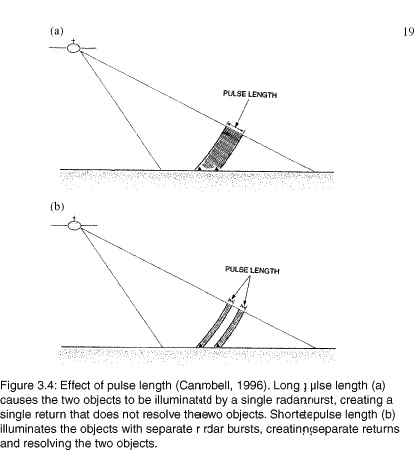 (a)
19
PULSE LENGTH
(b)
PULSE LENGTH
Figure 3.4: Effect of pulse length (Campbell, 1996). Long pulse length (a)
causes the two objects to be illuminated by a single radar burst, creating a
single return that does not resolve the two objects. Shorter pulse length (b)
illuminates the objects with separate radar bursts, creating separate returns
and resolving the two objects.